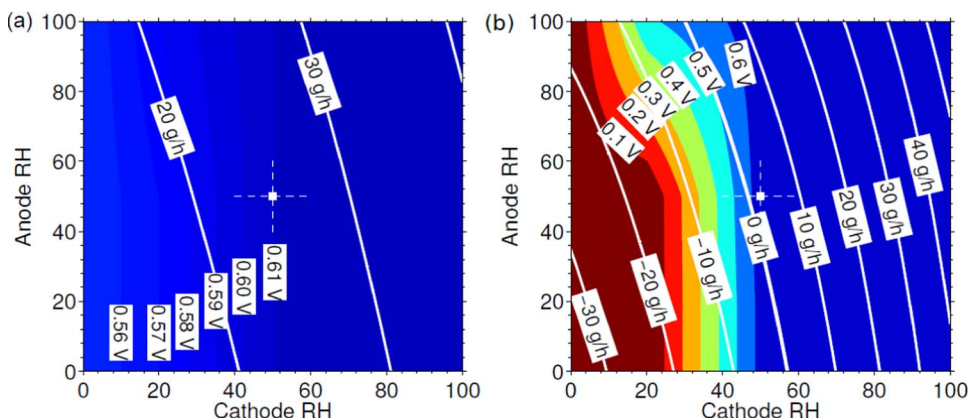 (a)
100
80
60
40
20
0
Anode RH
20 g/h
30 g/h
0.56 V
0.57 V
0.58 V
0.59 V
0.60 V
0.61 V
0 20 40 60 80 100
Cathode RH
(b)
100
80
60
40
20
0
Anode RH
0.1 V
0.2 V
0.3 V
0.4 V
0.5 V
0.6 V
−30 g/h
−20 g/h
−10 g/h
0 g/h
10 g/h
20 g/h
30 g/h
40 g/h
0 20 40 60 80 100
Cathode RH